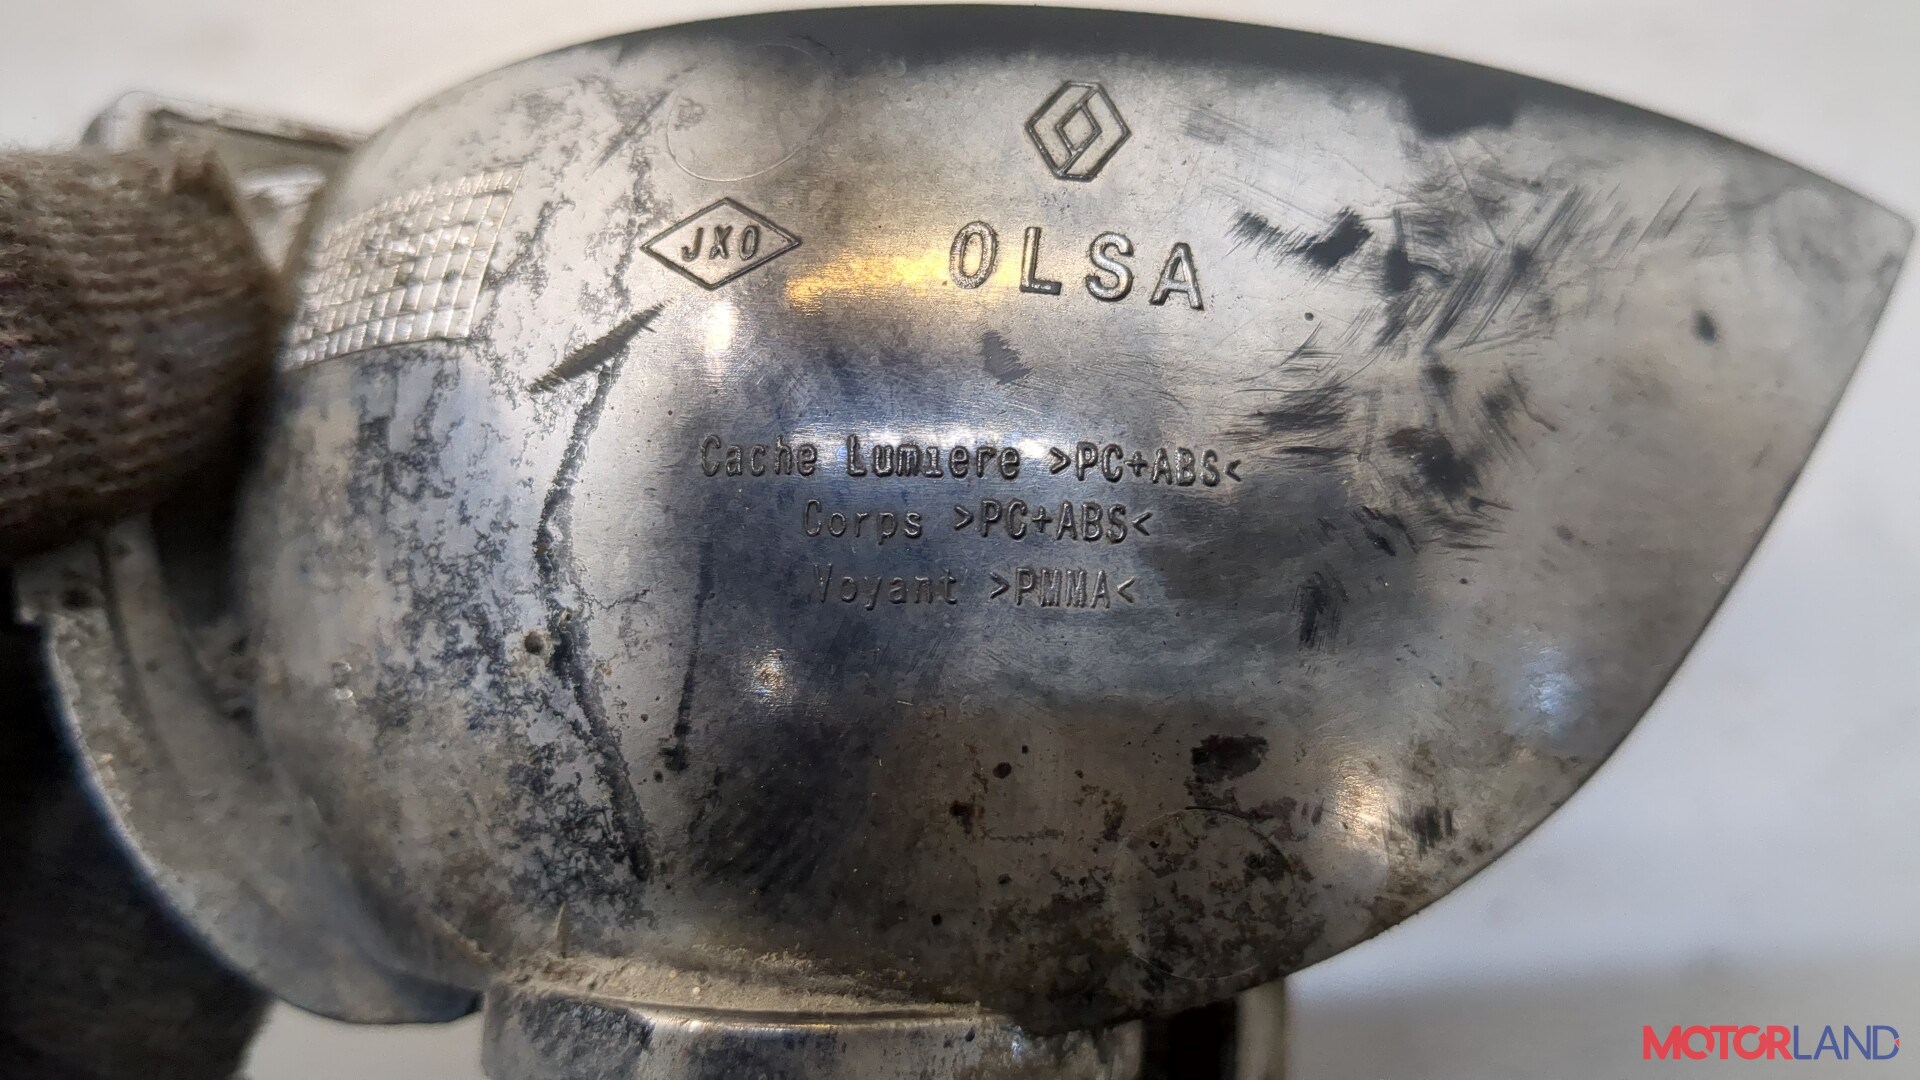 JXO
OLSA
Cache Lumiere >PC+ABS<
Corps >PC+ABS<
Voyant >PMMA<
MOTORLAND